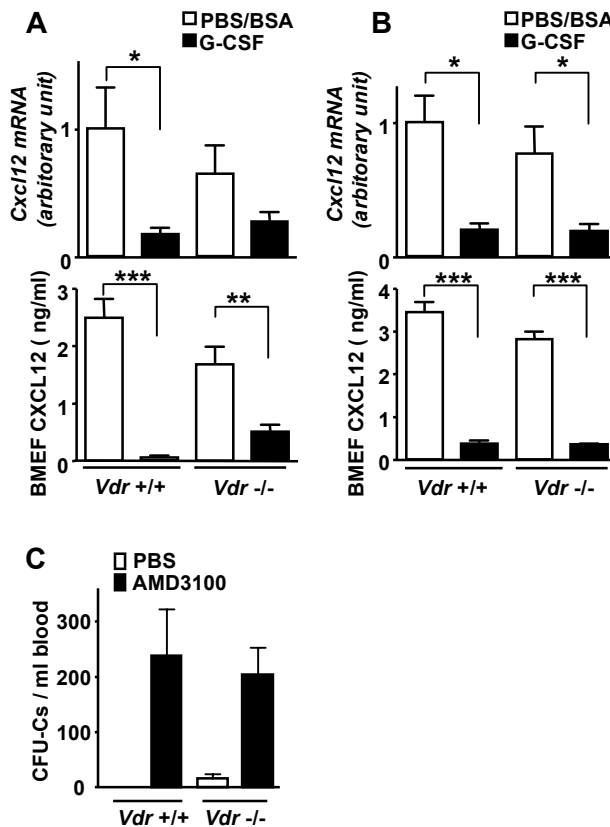 A
PBS/BSA
G-CSF
Cxcl12 mRNA
(arbitorary unit)
1
0
*
BMEF CXCL12 ( ng/ml)
3
2
1
0
***
**
Vdr +/+
Vdr -/-
B
PBS/BSA
G-CSF
Cxcl12 mRNA
(arbitorary unit)
1
0
*
*
BMEF CXCL12 ( ng/ml)
4
3
2
1
0
***
***
Vdr +/+
Vdr -/-
C
PBS
AMD3100
CFU-Cs / ml blood
300
200
100
0
Vdr +/+
Vdr -/-